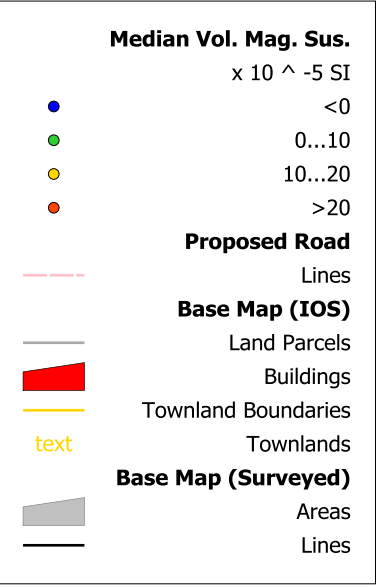 Median Vol. Mag. Sus.
x 10 ^ -5 SI
<0
0...10
10...20
>20
Proposed Road
Lines
Base Map (IOS)
Land Parcels
Buildings
Townland Boundaries
text Townlands
Base Map (Surveyed)
Areas
Lines